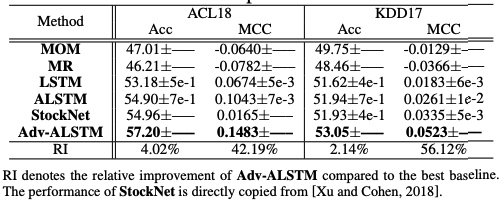 Method ACL18 KDD17
Acc MCC Acc MCC
MOM 47.01±—— -0.0640±—— 49.75±—— -0.0129±——
MR 46.21±—— -0.0782±—— 48.46±—— -0.0366±——
LSTM 53.18±5e-1 0.0674±5e-3 51.62±4e-1 0.0183±6e-3
ALSTM 54.90±7e-1 0.1043±7e-3 51.94±7e-1 0.0261±1e-2
StockNet 54.96±—— 0.0165±—— 51.93±4e-1 0.0335±5e-3
Adv-ALSTM 57.20±—— 0.1483±—— 53.05±—— 0.0523±——
RI 4.02% 42.19% 2.14% 56.12%
RI denotes the relative improvement of Adv-ALSTM compared to the best baseline.
The performance of StockNet is directly copied from [Xu and Cohen, 2018].